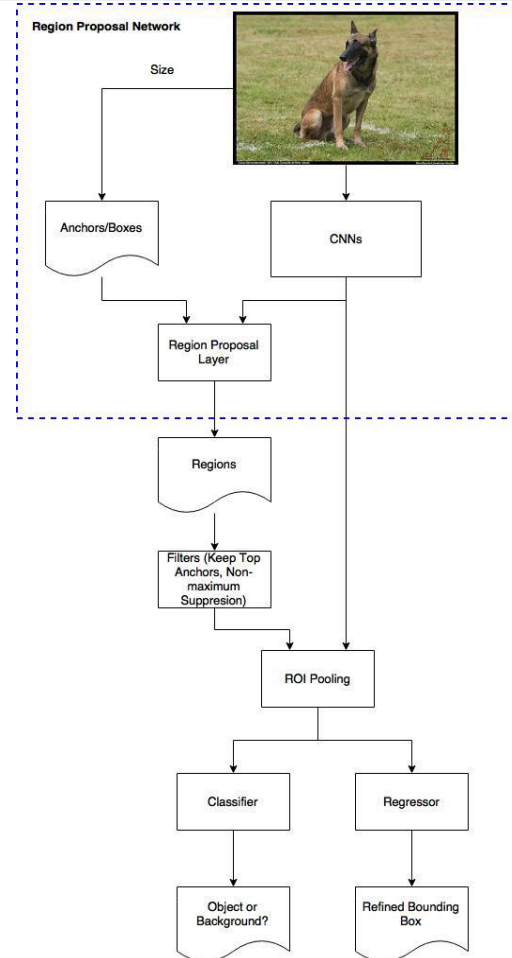 Region Proposal Network
Size
Anchors/Boxes
CNNs
Region Proposal
Layer
Regions
Filters (Keep Top
Anchors, Non-
maximum
Suppresion)
ROI Pooling
Classifier
Regressor
Object or
Background?
Refined Bounding
Box